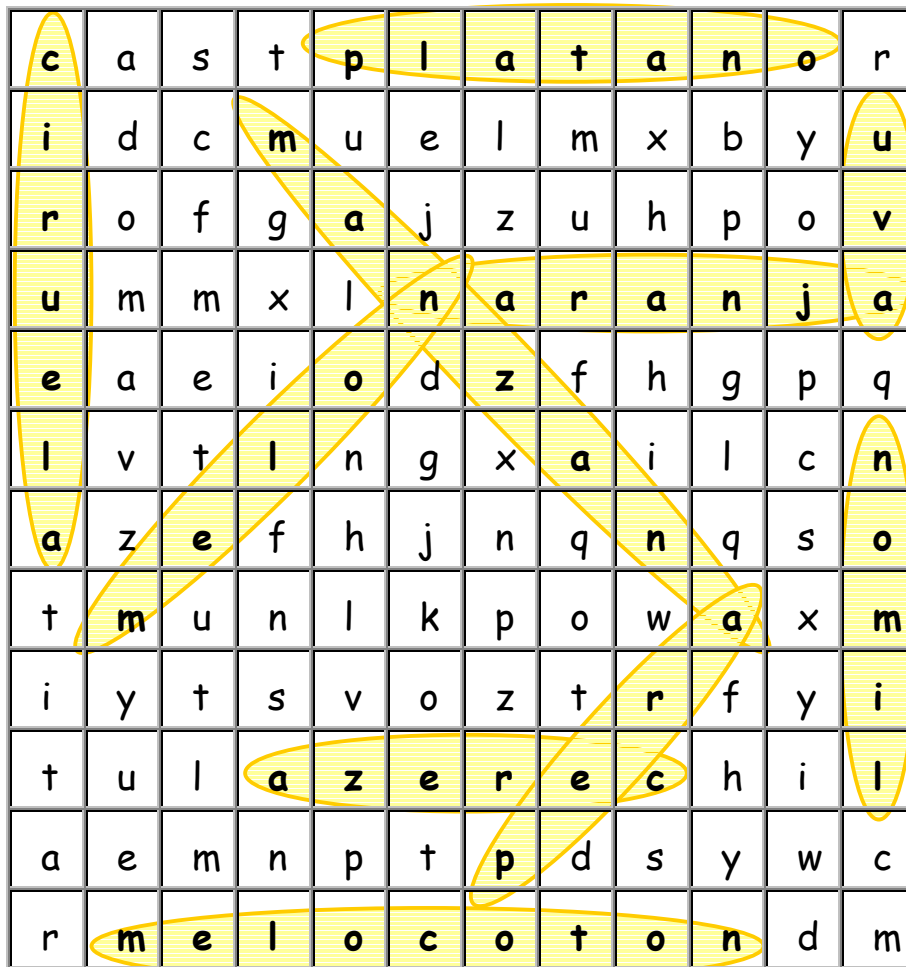 c a s t p l a t a n o r
i d c m u e l m x b y u
r o f g a j z u h p o v
u m m x l n a r a n j a
e a e i o d z f h g p q
l v t l n g x a i l c n
a z e f h j n q n q s o
t m u n l k p o w a x m
i y t s v o z t r f y i
t u l a z e r e c h i l
a e m n p t p d s y w c
r m e l o c o t o n d m